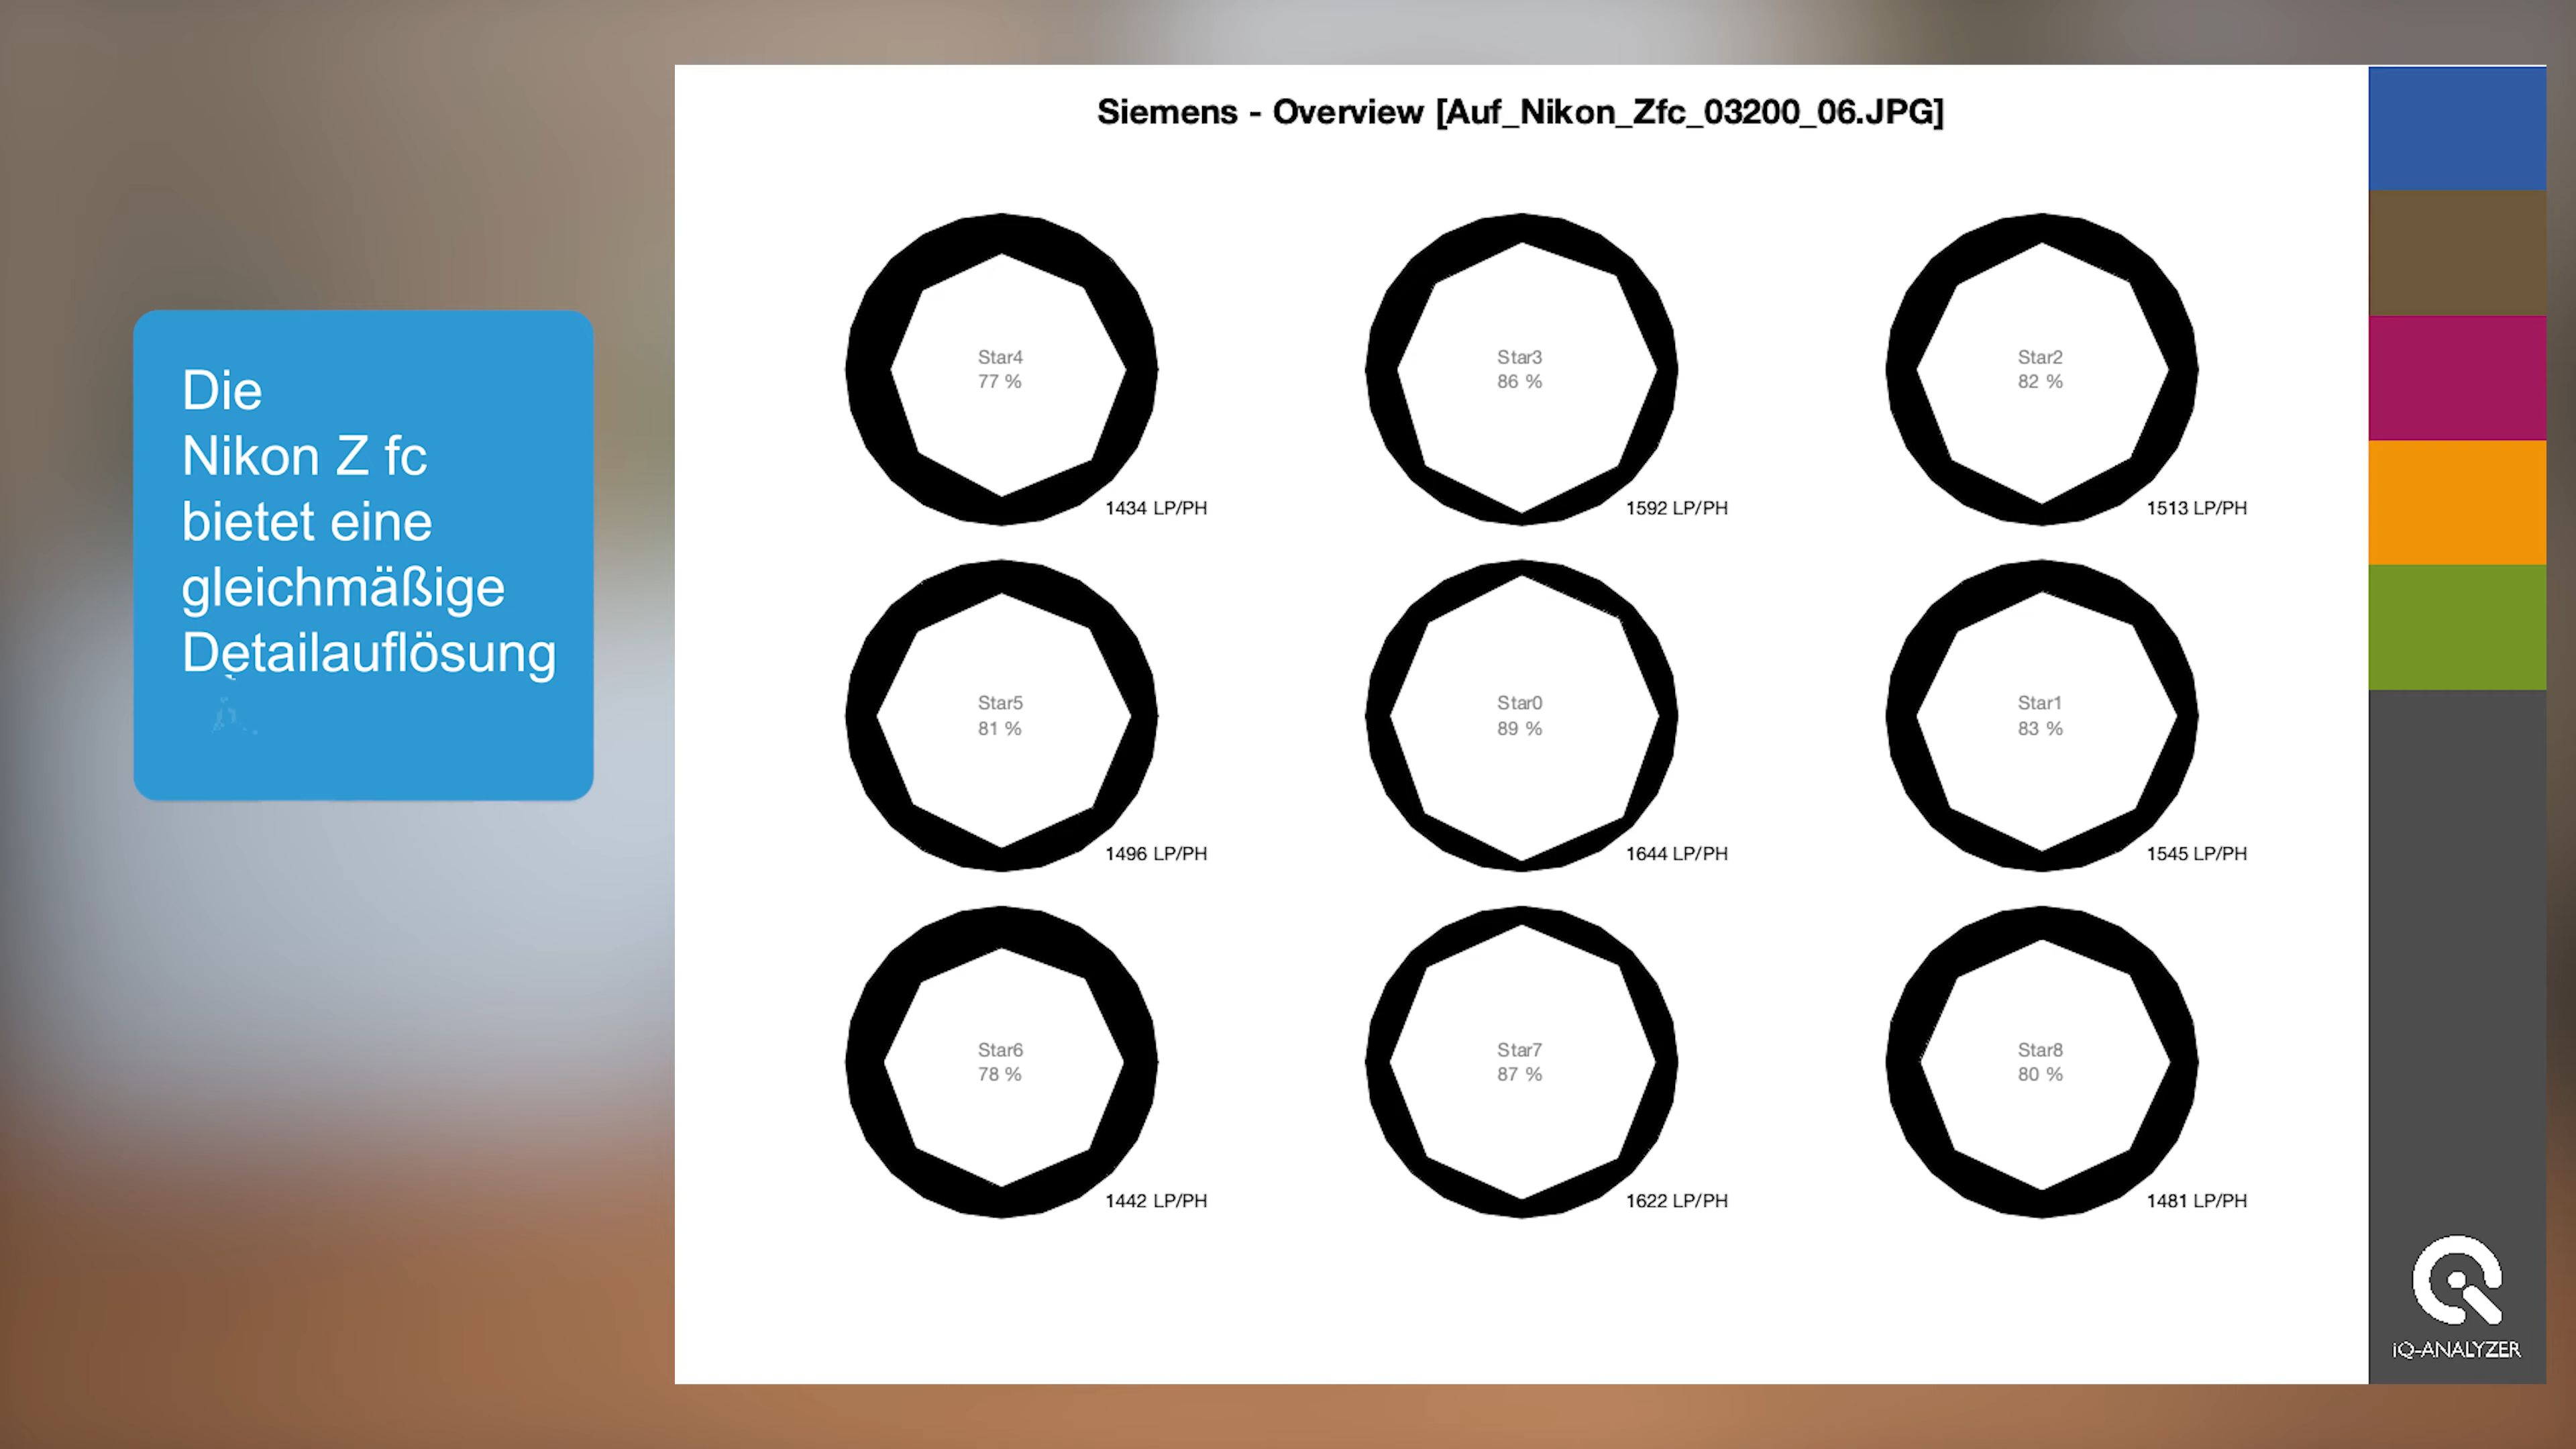 Siemens - Overview [Auf_Nikon_Zfc_03200_06.JPG]
Die
Nikon Z fc
bietet eine
gleichmäßige
Detailauflösung
Star4
77 %
1434 LP/PH
Star3
86 %
1592 LP/PH
Star2
82 %
1513 LP/PH
Star5
81 %
1496 LP/PH
Star0
89 %
1644 LP/PH
Star1
83 %
1545 LP/PH
Star6
78 %
1442 LP/PH
Star7
87 %
1622 LP/PH
Star8
80 %
1481 LP/PH
iQ-ANALYZER